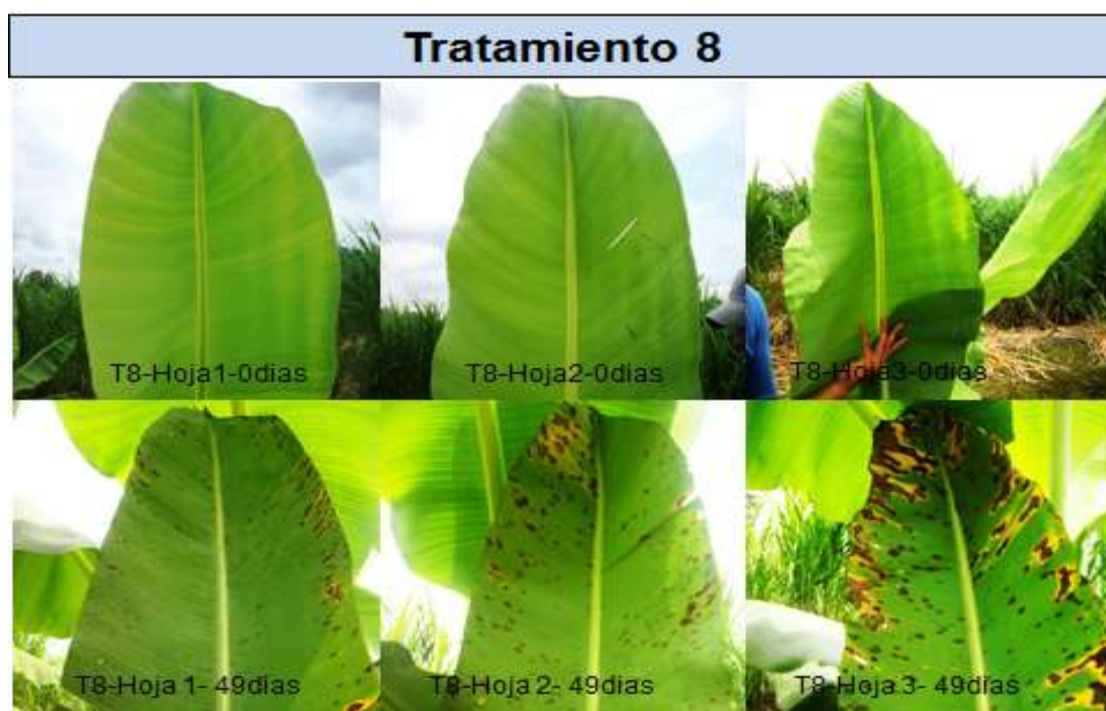 Tratamiento 8
T8-Hoja1-0dias
T8-Hoja2-0dias
T8-Hoja3-0dias
T8-Hoja 1- 49dias
T8-Hoja 2- 49dias
T8-Hoja 3- 49dias